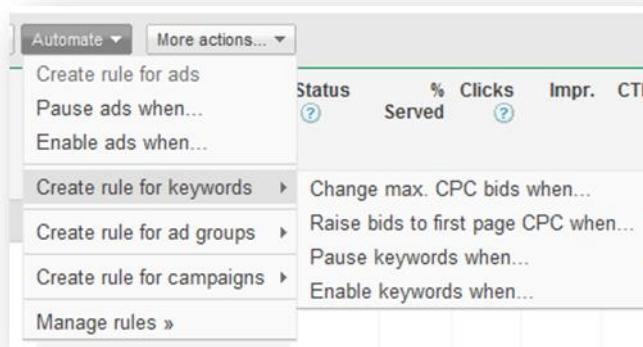 Automate More actions...
Status % Served Clicks Impr. CT
? ?
Create rule for ads
Pause ads when...
Enable ads when...
Create rule for keywords
Change max. CPC bids when...
Raise bids to first page CPC when...
Pause keywords when...
Enable keywords when...
Create rule for ad groups
Create rule for campaigns
Manage rules »